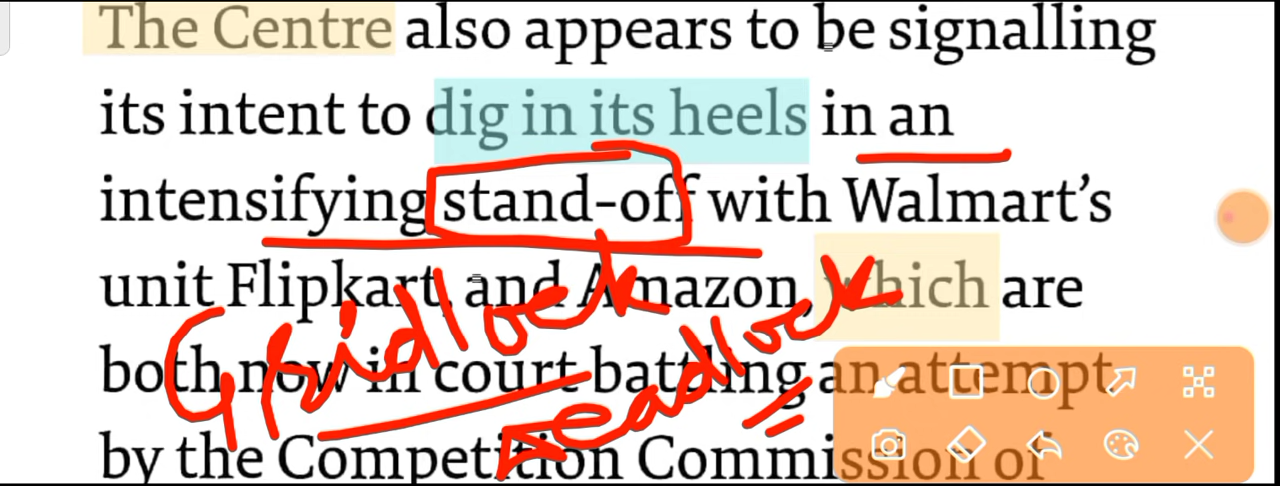 The Centre also appears to be signalling
its intent to dig in its heels in an
intensifying stand-off with Walmart's
unit Flipkart, and Amazon, which are
Gridlock deadlock
both now in court battling an attempt
by the Competition Commission of